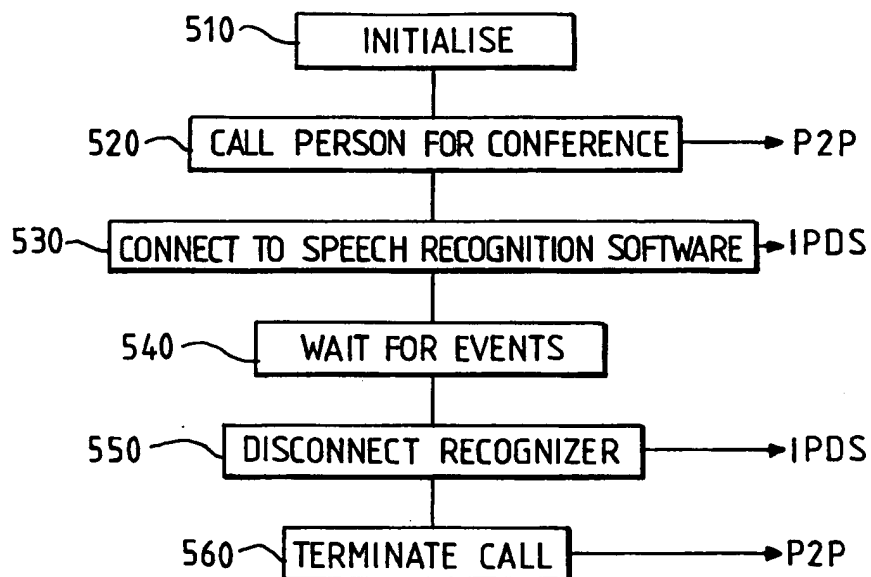 510 INITIALISE
520 CALL PERSON FOR CONFERENCE P2P
530 CONNECT TO SPEECH RECOGNITION SOFTWARE IPDS
540 WAIT FOR EVENTS
550 DISCONNECT RECOGNIZER IPDS
560 TERMINATE CALL P2P